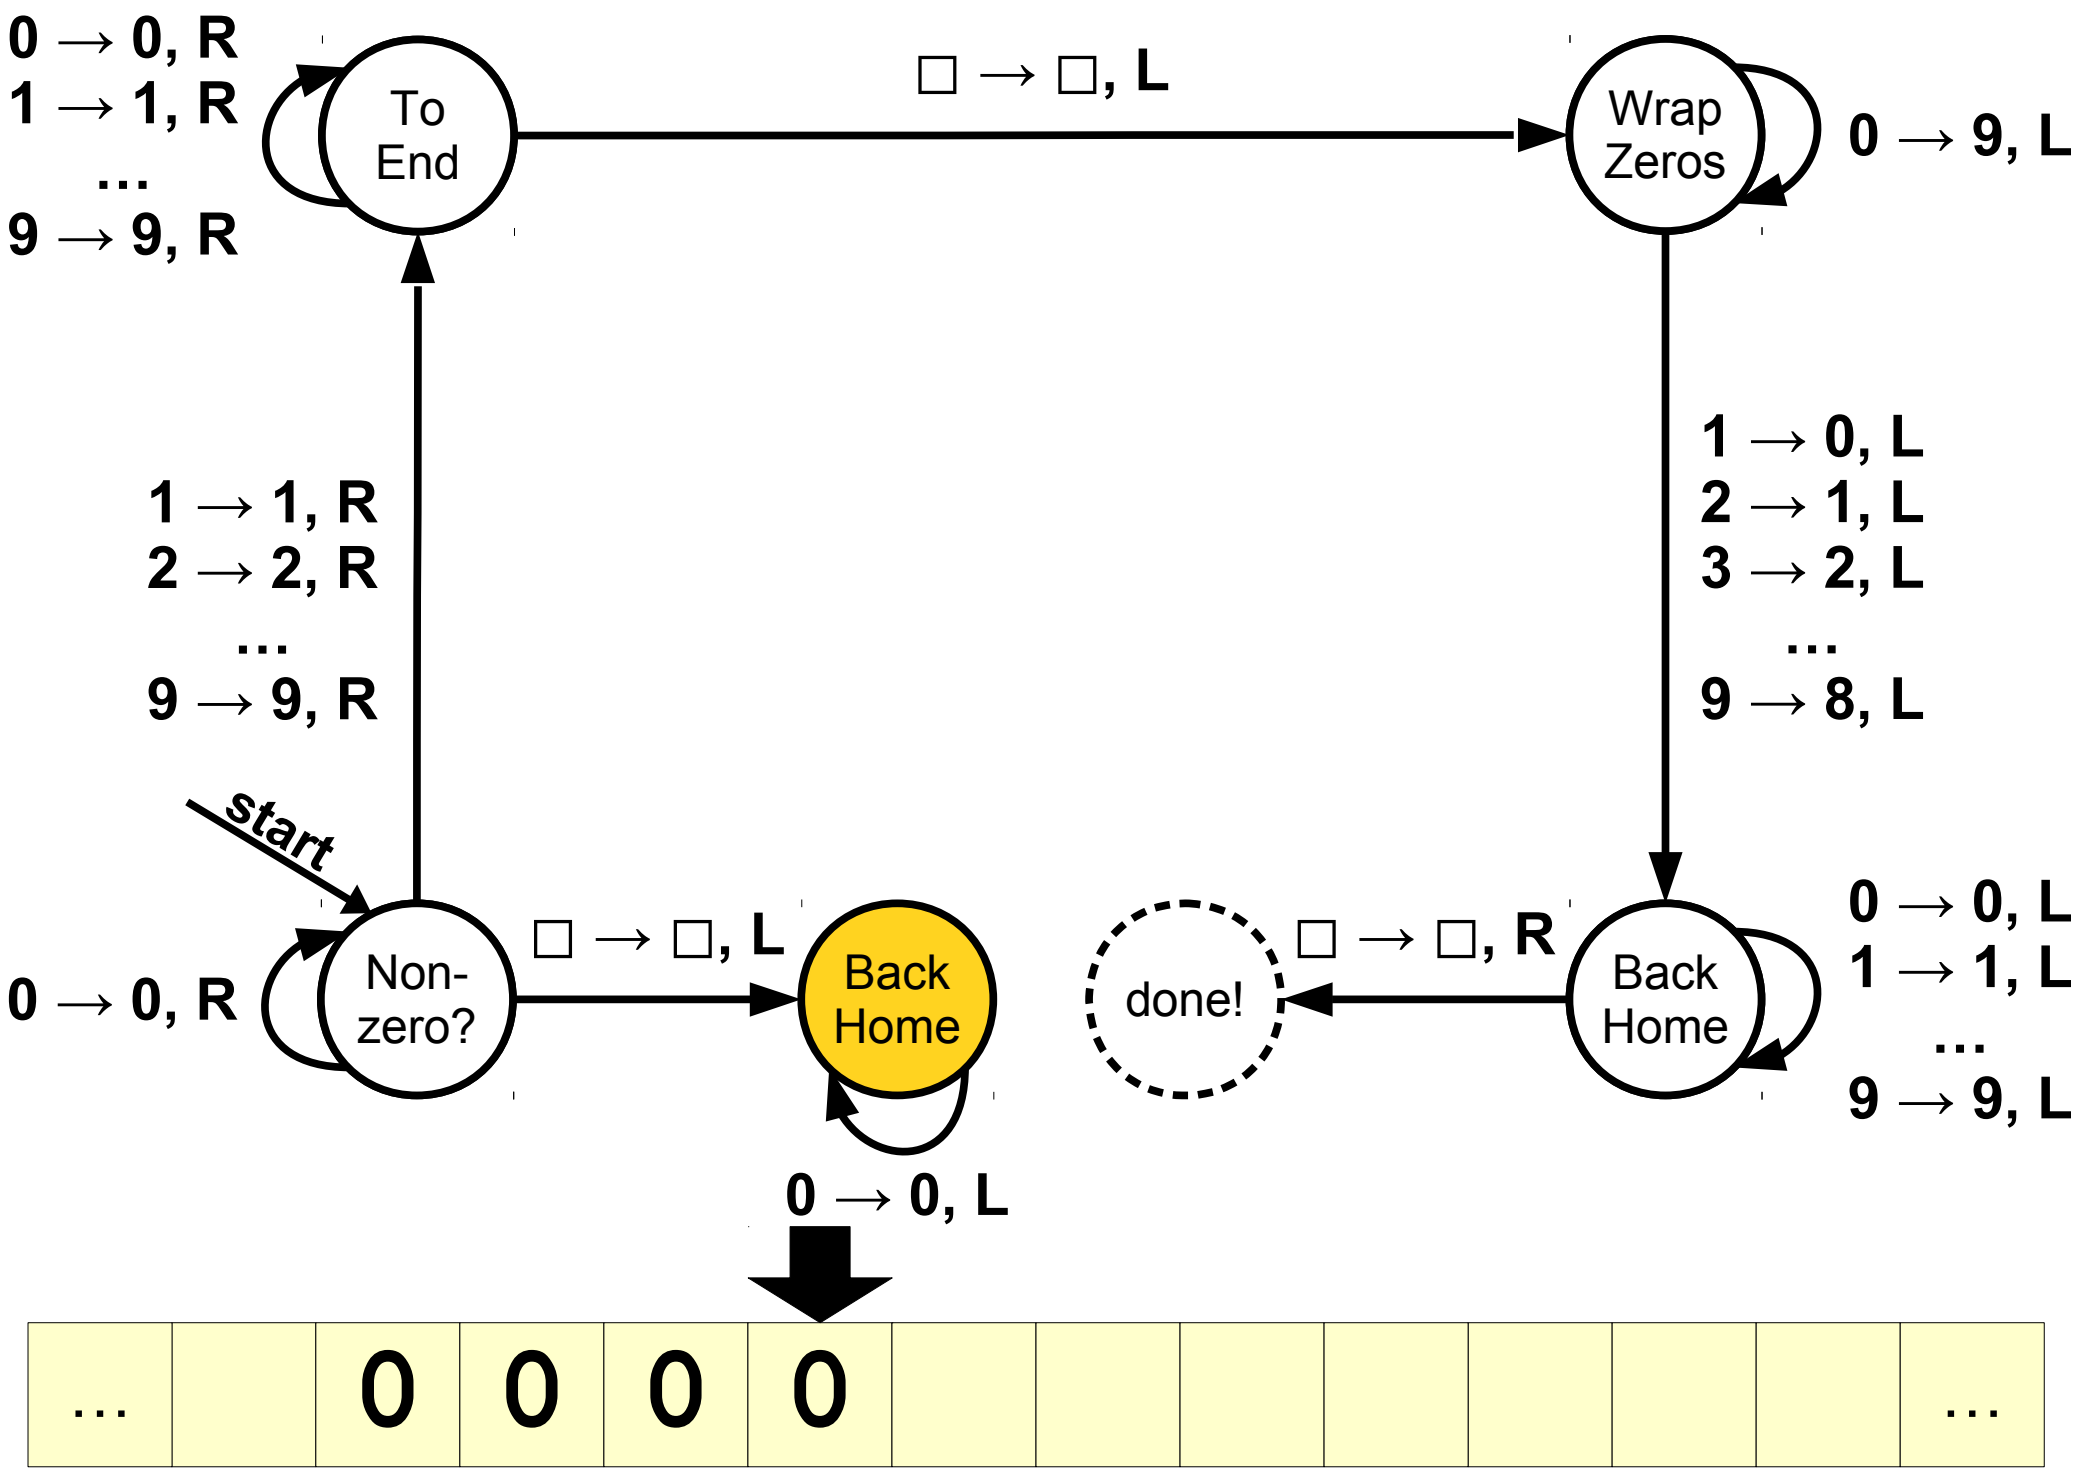 0 → 0, R
1 → 1, R
...
9 → 9, R
To
End
□ → □, L
Wrap
Zeros
0 → 9, L
1 → 1, R
2 → 2, R
...
9 → 9, R
1 → 0, L
2 → 1, L
3 → 2, L
...
9 → 8, L
start
0 → 0, R
Non-
zero?
□ → □, L
Back
Home
0 → 0, L
done!
□ → □, R
Back
Home
0 → 0, L
1 → 1, L
...
9 → 9, L
... 0 0 0 0 ...